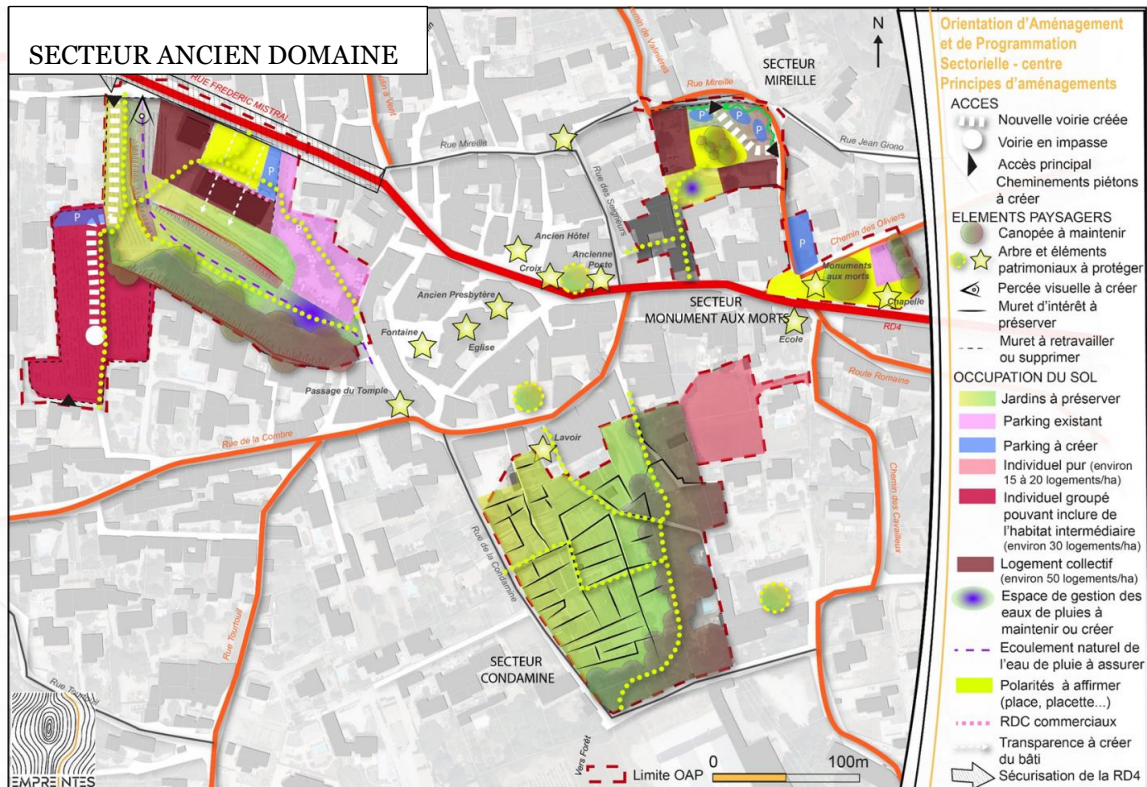 SECTEUR ANCIEN DOMAINE
RUE FREDERIC MISTRAL
Chemin de Valinières
N
SECTEUR
MIREILLE
Rue Mireille
P
P
P
Rue Mireille
Rue Jean Giono
Rue des Seigneurs
P
P
P
P
P
Chemin des Oliviers
Ancien Hôtel
Croix
Ancienne
Poste
Monuments
aux morts
Chapelle
Ancien Presbytère
SECTEUR
MONUMENT AUX MORTS
RD4
Fontaine
Eglise
Ecole
Route Romaine
Passage du Tomple
Rue de la Combre
Lavoir
Rue de la Condamine
Chemin des Cavailleux
Rue Tourtouil
SECTEUR
CONDAMINE
Vers Forêt
EMPREINTES
Limite OAP
0
100m
Orientation d'Aménagement
et de Programmation
Sectorielle - centre
Principes d'aménagements
ACCES
Nouvelle voirie créée
Voirie en impasse
Accès principal
Cheminements piétons
à créer
ELEMENTS PAYSAGERS
Canopée à maintenir
Arbre et éléments
patrimoniaux à protéger
Percée visuelle à créer
Muret d'intérêt à
préserver
Muret à retravailler
ou supprimer
OCCUPATION DU SOL
Jardins à préserver
Parking existant
Parking à créer
Individuel pur (environ
15 à 20 logements/ha)
Individuel groupé
pouvant inclure de
l'habitat intermédiaire
(environ 30 logements/ha)
Logement collectif
(environ 50 logements/ha)
Espace de gestion des
eaux de pluies à
maintenir ou créer
Ecoulement naturel de
l'eau de pluie à assurer
Polarités à affirmer
(place, placette...)
RDC commerciaux
Transparence à créer
du bâti
Sécurisation de la RD4